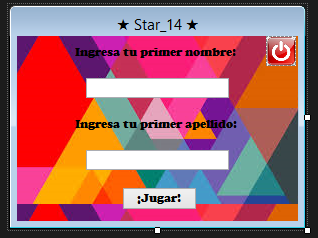 ★ Star_14 ★
Ingresa tu primer nombre:
Ingresa tu primer apellido:
¡Jugar!